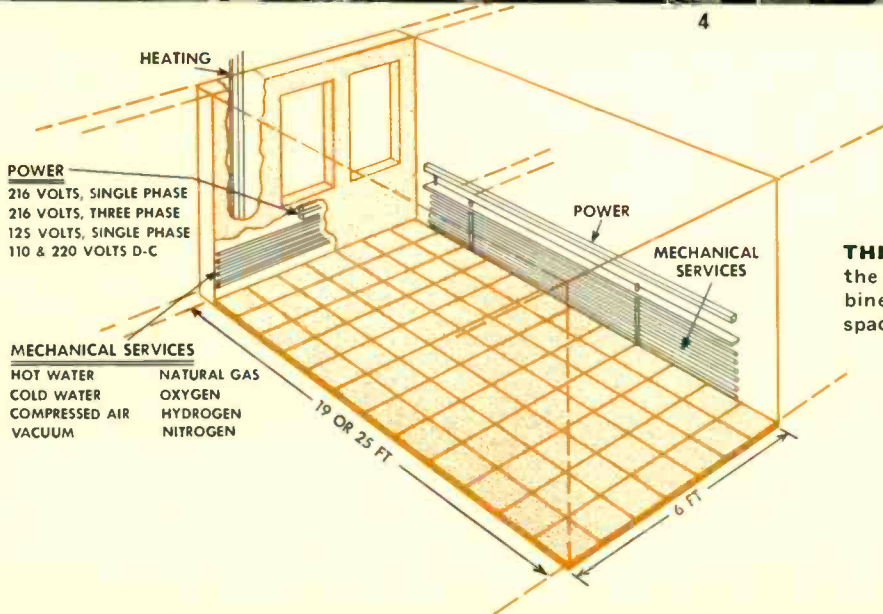 4
HEATING
POWER
216 VOLTS, SINGLE PHASE
216 VOLTS, THREE PHASE
125 VOLTS, SINGLE PHASE
110 & 220 VOLTS D-C
POWER
MECHANICAL
SERVICES
MECHANICAL SERVICES
HOT WATER NATURAL GAS
COLD WATER OXYGEN
COMPRESSED AIR HYDROGEN
VACUUM NITROGEN
19 OR 25 FT
6 FT
the
spac